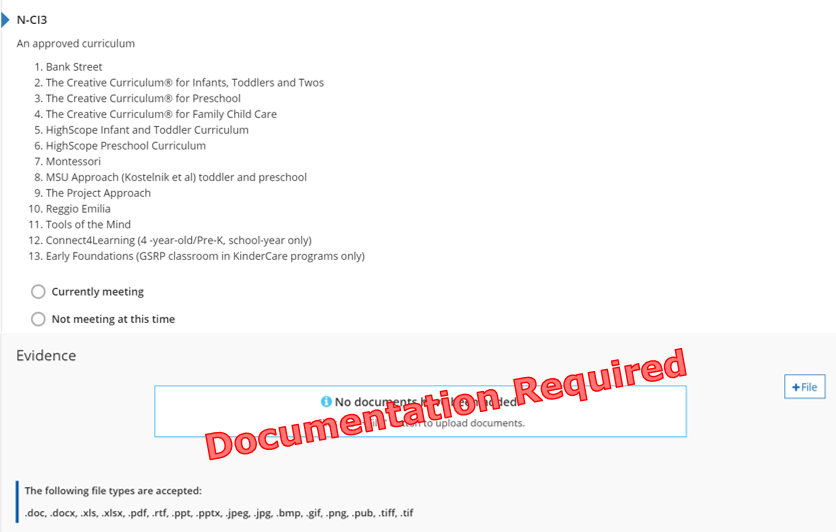 N-CI3
An approved curriculum
1. Bank Street
2. The Creative Curriculum® for Infants, Toddlers and Twos
3. The Creative Curriculum® for Preschool
4. The Creative Curriculum® for Family Child Care
5. HighScope Infant and Toddler Curriculum
6. HighScope Preschool Curriculum
7. Montessori
8. MSU Approach (Kostelnik et al) toddler and preschool
9. The Project Approach
10. Reggio Emilia
11. Tools of the Mind
12. Connect4Learning (4 -year-old/Pre-K, school-year only)
13. Early Foundations (GSRP classroom in KinderCare programs only)
Currently meeting
Not meeting at this time
Evidence
+File
No documents added.
to upload documents.
Documentation Required
The following file types are accepted:
.doc, .docx, .xls, .xlsx, .pdf, .rtf, .ppt, .pptx, .jpeg, .jpg, .bmp, .gif, .png, .pub, .tiff, .tif